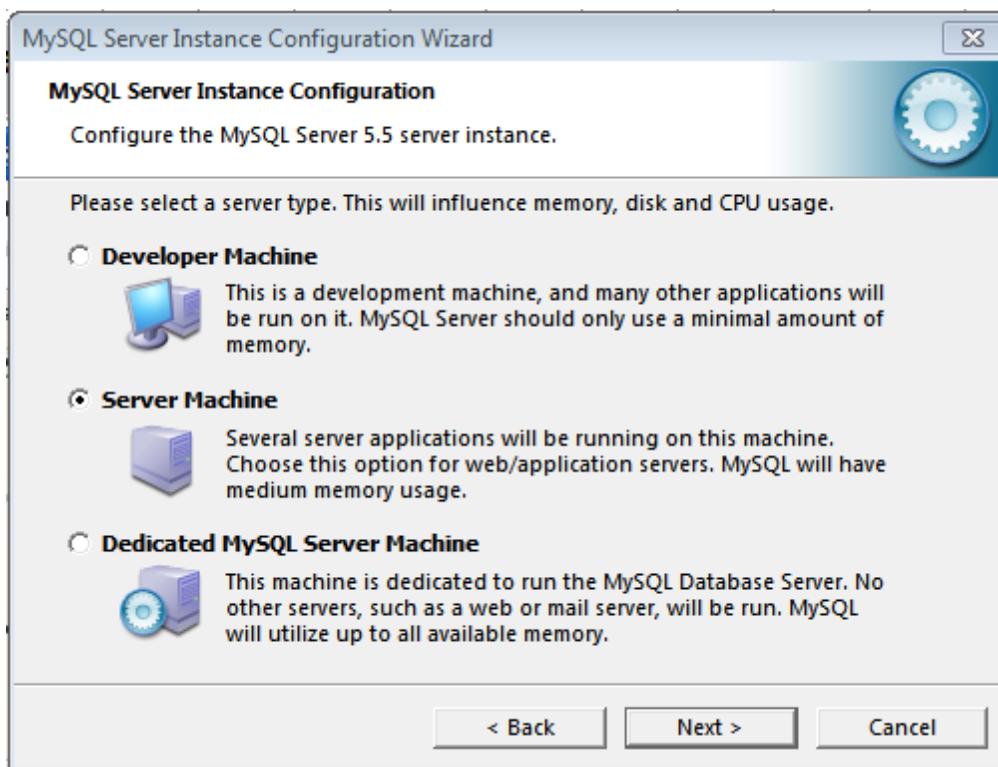 MySQL Server Instance Configuration Wizard
MySQL Server Instance Configuration
Configure the MySQL Server 5.5 server instance.
Please select a server type. This will influence memory, disk and CPU usage.
Developer Machine
This is a development machine, and many other applications will
be run on it. MySQL Server should only use a minimal amount of
memory.
Server Machine
Several server applications will be running on this machine.
Choose this option for web/application servers. MySQL will have
medium memory usage.
Dedicated MySQL Server Machine
This machine is dedicated to run the MySQL Database Server. No
other servers, such as a web or mail server, will be run. MySQL
will utilize up to all available memory.
< Back
Next >
Cancel